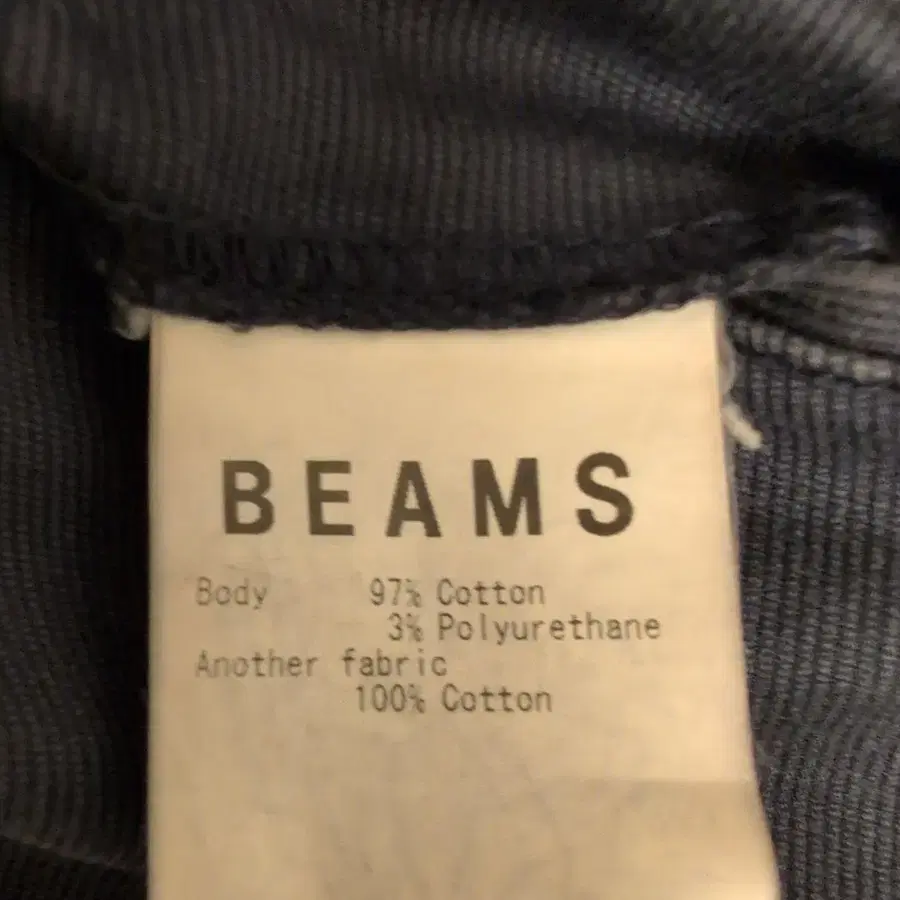 BEAMS
Body 97% Cotton
3% Polyurethane
Another fabric
100% Cotton